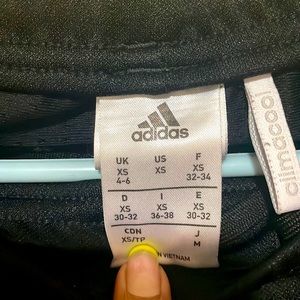 adidas
UK US F
XS XS XS
4-6 32-34
D I E
XS XS XS
30-32 36-38 30-32
CDN J
XS/TP M
N VIETNAM
climacool